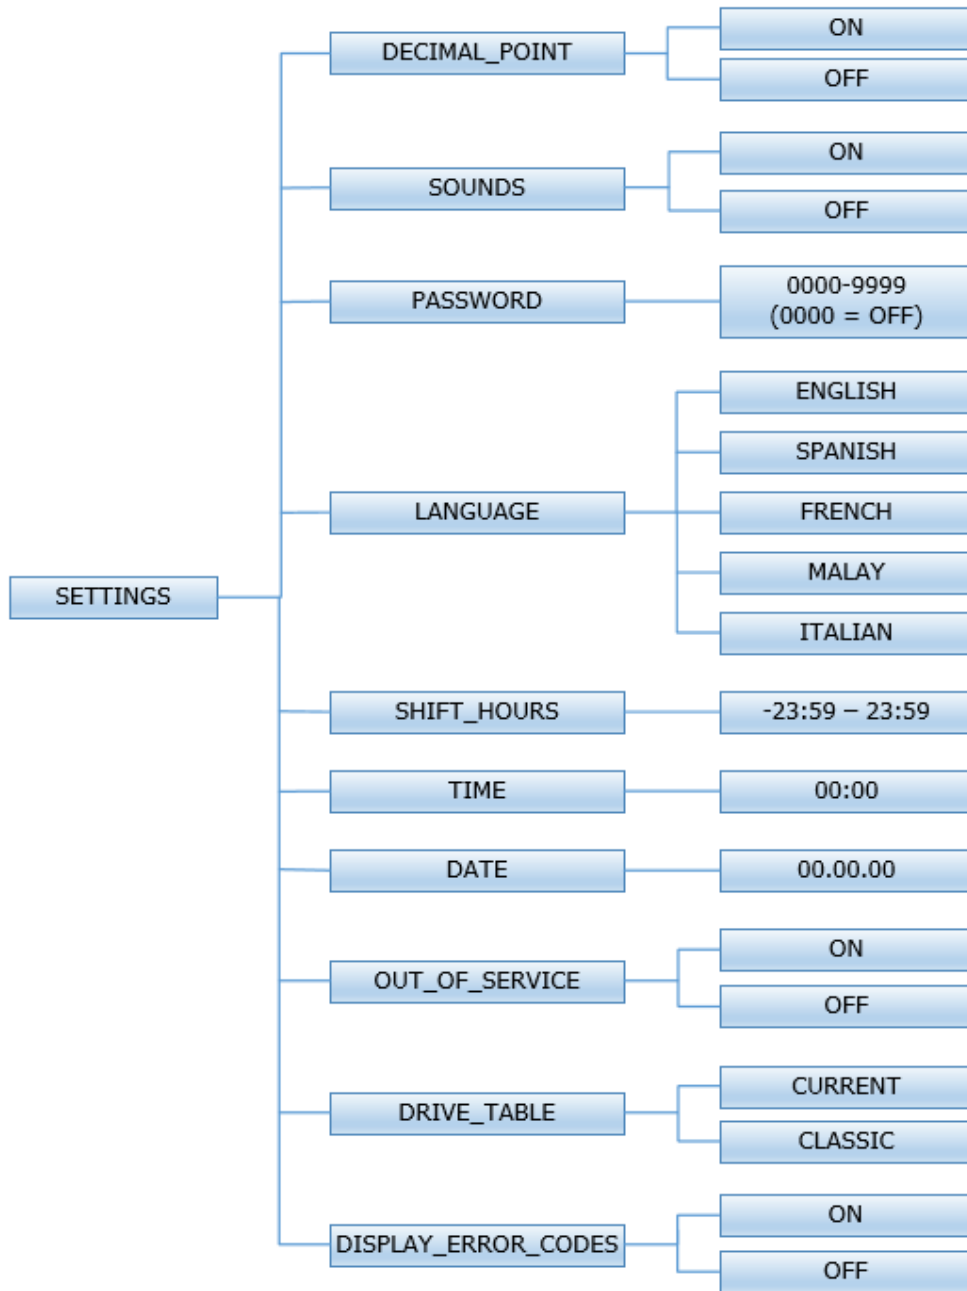 SETTINGS
DECIMAL_POINT
ON
OFF
SOUNDS
ON
OFF
PASSWORD
0000-9999
(0000 = OFF)
LANGUAGE
ENGLISH
SPANISH
FRENCH
MALAY
ITALIAN
SHIFT_HOURS
-23:59 – 23:59
TIME
00:00
DATE
00.00.00
OUT_OF_SERVICE
ON
OFF
DRIVE_TABLE
CURRENT
CLASSIC
DISPLAY_ERROR_CODES
ON
OFF